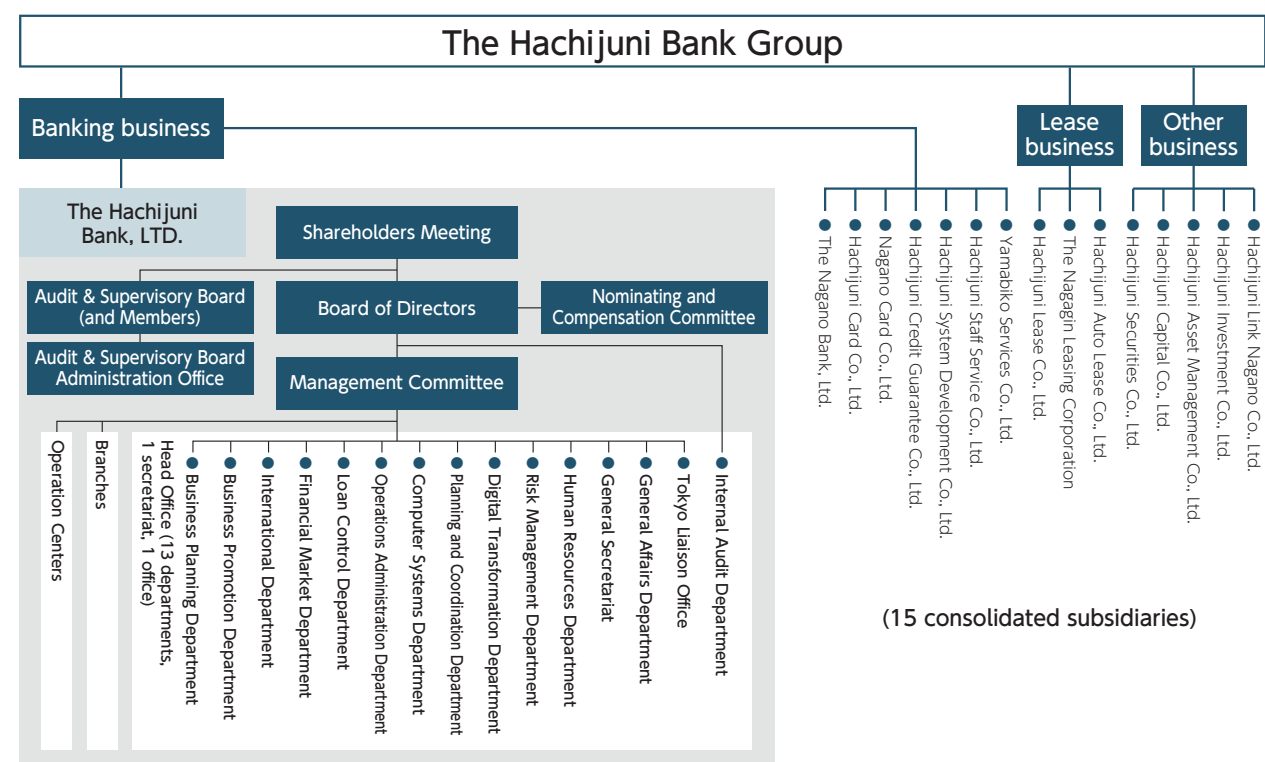 The Hachijuni Bank Group
Banking business
Lease
business
Other
business
The Hachijuni
Bank, LTD.
Shareholders Meeting
Audit & Supervisory Board
(and Members)
Board of Directors
Nominating and
Compensation Committee
Audit & Supervisory Board
Administration Office
Management Committee
Operation Centers
Branches
Head Office (13 departments,
1 secretariat, 1 office)
Business Planning Department
Business Promotion Department
International Department
Financial Market Department
Loan Control Department
Operations Administration Department
Computer Systems Department
Planning and Coordination Department
Digital Transformation Department
Risk Management Department
Human Resources Department
General Secretariat
General Affairs Department
Tokyo Liaison Office
Internal Audit Department
The Nagano Bank, Ltd.
Hachijuni Card Co., Ltd.
Nagano Card Co., Ltd.
Hachijuni Credit Guarantee Co., Ltd.
Hachijuni System Development Co., Ltd.
Hachijuni Staff Service Co., Ltd.
Yamabiko Services Co., Ltd.
Hachijuni Lease Co., Ltd.
The Nagagin Leasing Corporation
Hachijuni Auto Lease Co., Ltd.
Hachijuni Securities Co., Ltd.
Hachijuni Capital Co., Ltd.
Hachijuni Asset Management Co., Ltd.
Hachijuni Investment Co., Ltd.
Hachijuni Link Nagano Co., Ltd.
(15 consolidated subsidiaries)